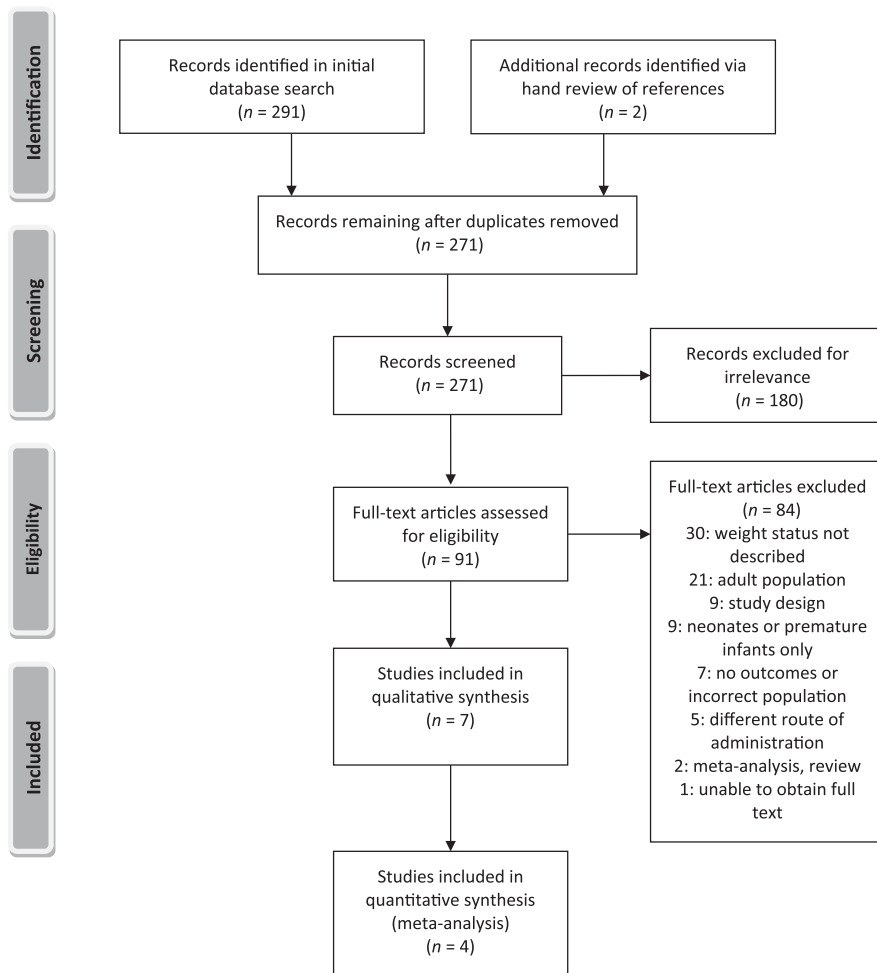 Identification
Records identified in initial
database search
(n = 291)
Additional records identified via
hand review of references
(n = 2)
Records remaining after duplicates removed
(n = 271)
Screening
Records screened
(n = 271)
Records excluded for
irrelevance
(n = 180)
Eligibility
Full-text articles assessed
for eligibility
(n = 91)
Full-text articles excluded
(n = 84)
30: weight status not
described
21: adult population
9: study design
9: neonates or premature
infants only
7: no outcomes or
incorrect population
5: different route of
administration
2: meta-analysis, review
1: unable to obtain full
text
Included
Studies included in
qualitative synthesis
(n = 7)
Studies included in
quantitative synthesis
(meta-analysis)
(n = 4)